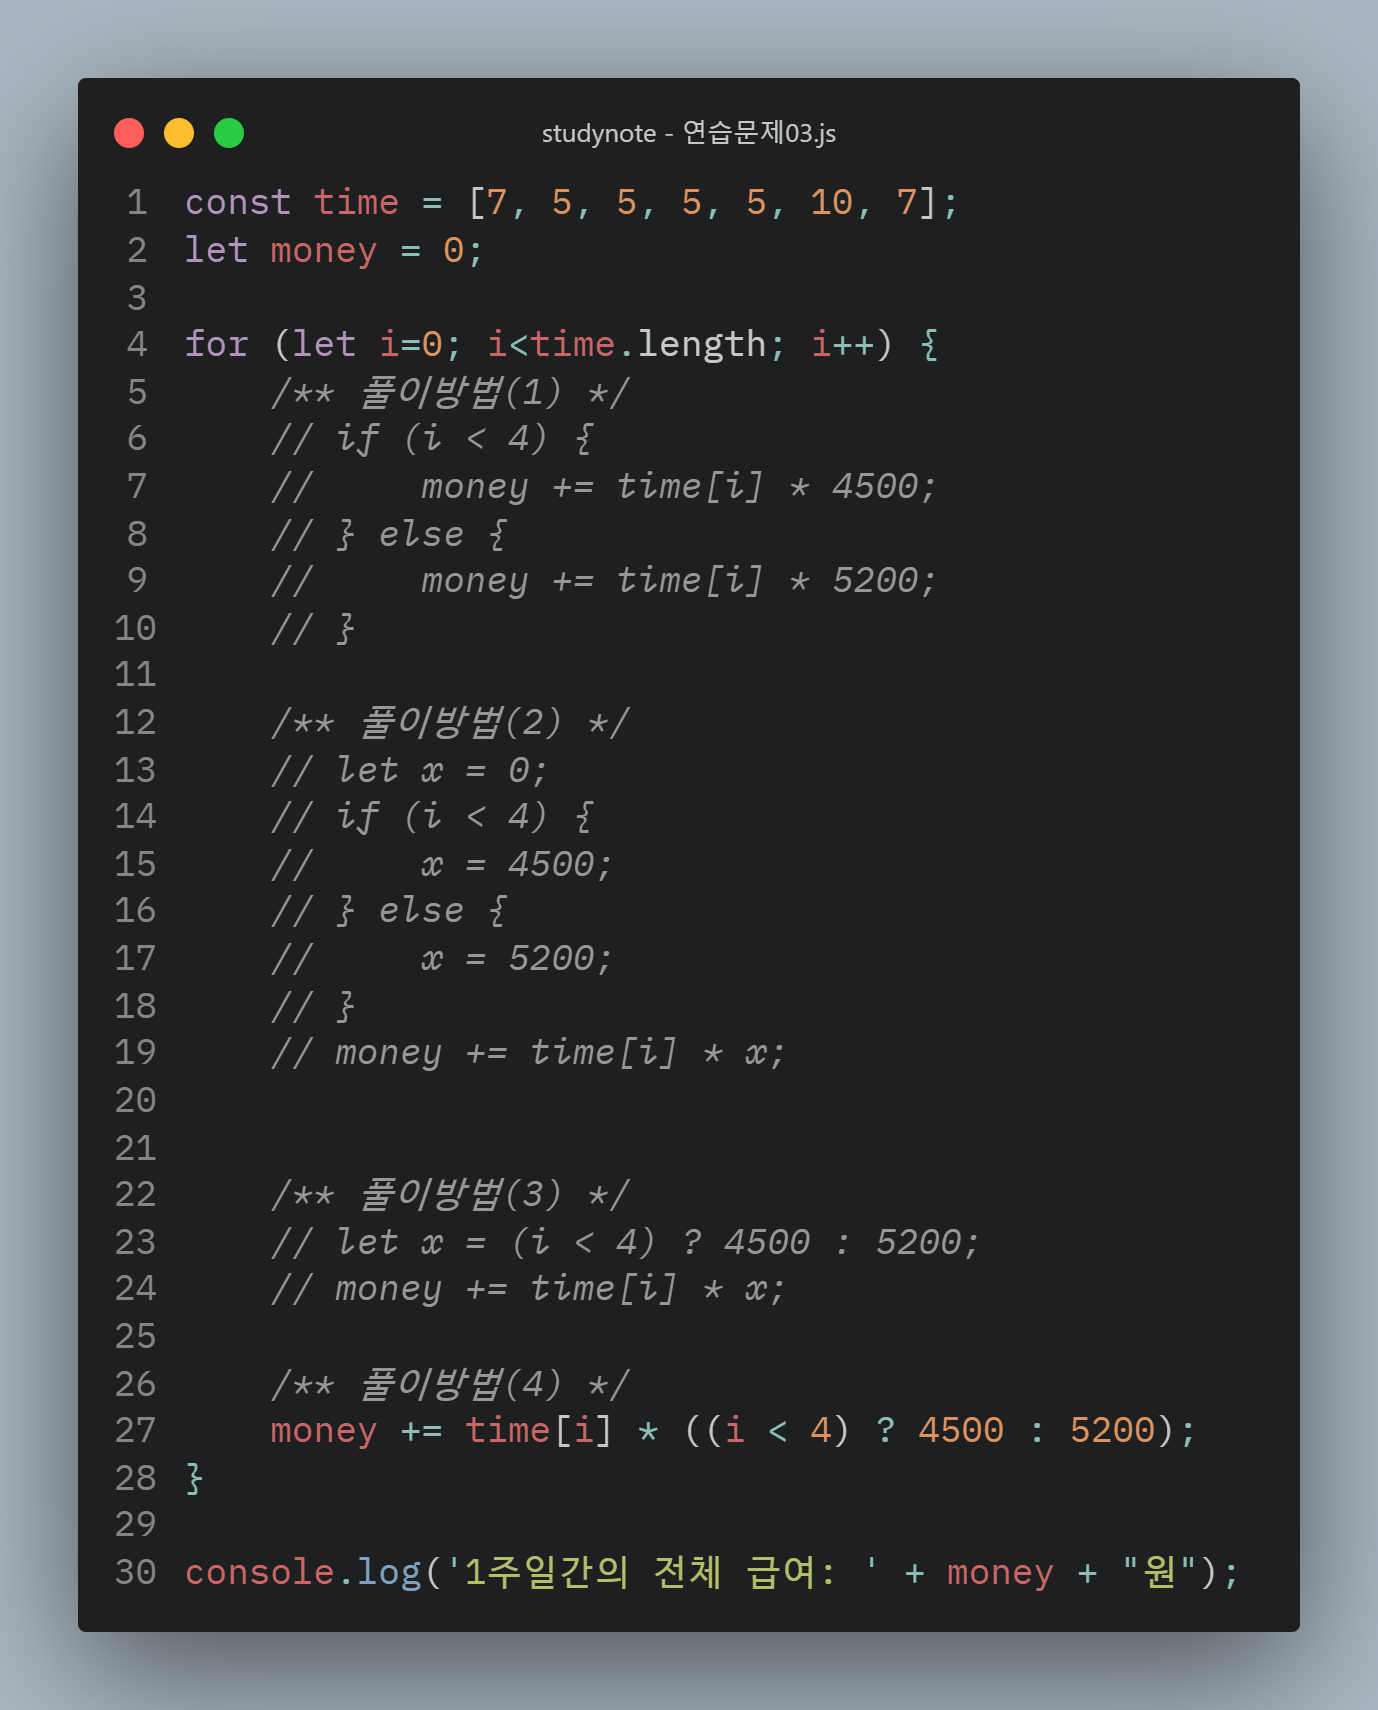 studynote - 연습문제03.js
1 const time = [7, 5, 5, 5, 5, 10, 7];
2 let money = 0;
3
4 for (let i=0; i<time.length; i++) {
5     /** 풀이방법(1) */
6     // if (i < 4) {
7     //     money += time[i] * 4500;
8     // } else {
9     //     money += time[i] * 5200;
10     // }
11
12     /** 풀이방법(2) */
13     // let x = 0;
14     // if (i < 4) {
15     //     x = 4500;
16     // } else {
17     //     x = 5200;
18     // }
19     // money += time[i] * x;
20
21
22     /** 풀이방법(3) */
23     // let x = (i < 4) ? 4500 : 5200;
24     // money += time[i] * x;
25
26     /** 풀이방법(4) */
27     money += time[i] * ((i < 4) ? 4500 : 5200);
28 }
29
30 console.log('1주일간의 전체 급여: ' + money + "원");